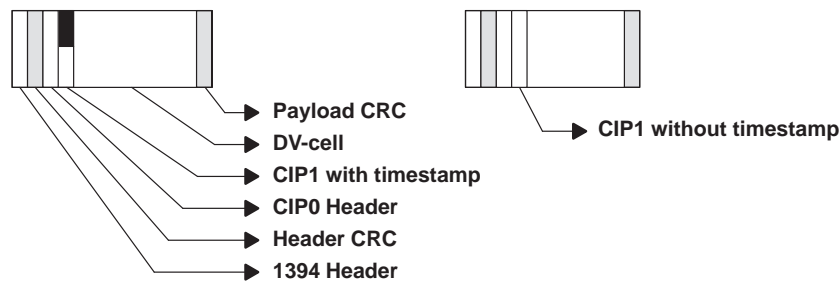 Payload CRC
CIP1 without timestamp
DV-cell
CIP1 with timestamp
CIP0 Header
Header CRC
1394 Header